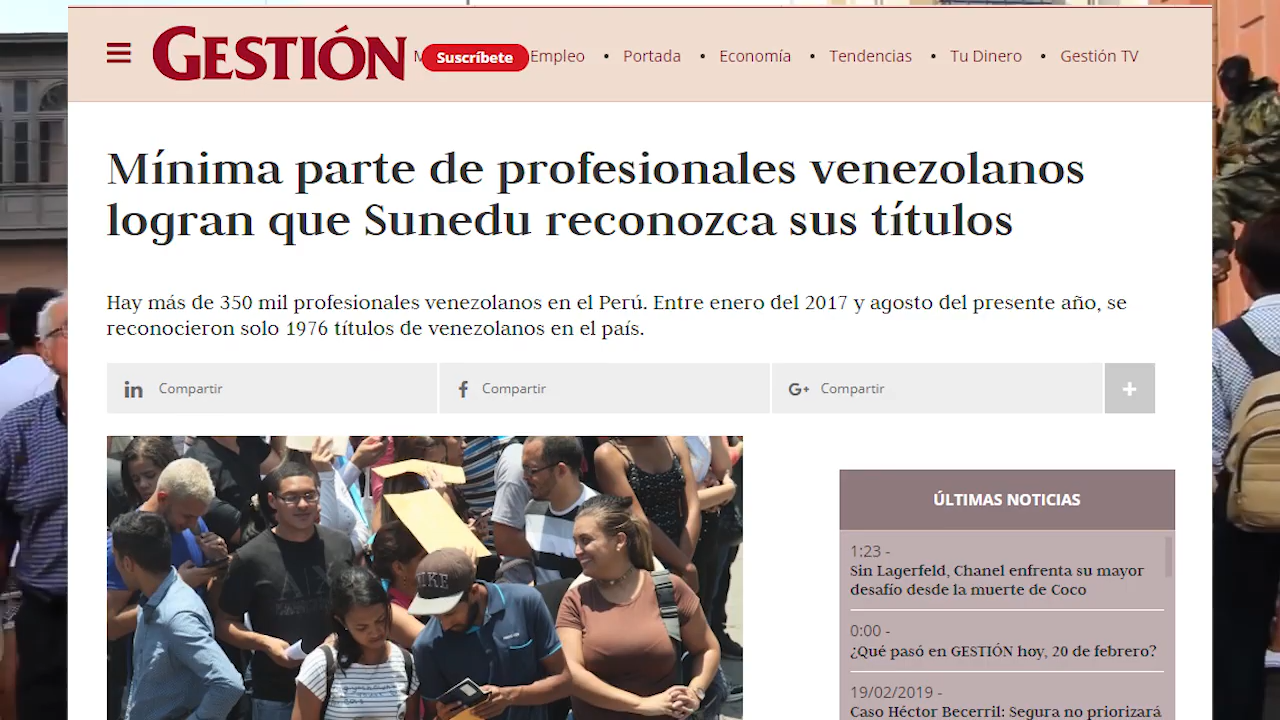 GESTIÓN
Suscríbete
Empleo • Portada • Economía • Tendencias • Tu Dinero • Gestión TV
Mínima parte de profesionales venezolanos
logran que Sunedu reconozca sus títulos
Hay más de 350 mil profesionales venezolanos en el Perú. Entre enero del 2017 y agosto del presente año, se
reconocieron solo 1976 títulos de venezolanos en el país.
in Compartir
f Compartir
G+ Compartir
+
NIKE
ÚLTIMAS NOTICIAS
1:23 -
Sin Lagerfeld, Chanel enfrenta su mayor
desafío desde la muerte de Coco
0:00 -
¿Qué pasó en GESTIÓN hoy, 20 de febrero?
19/02/2019 -
Caso Héctor Becerril: Segura no priorizará